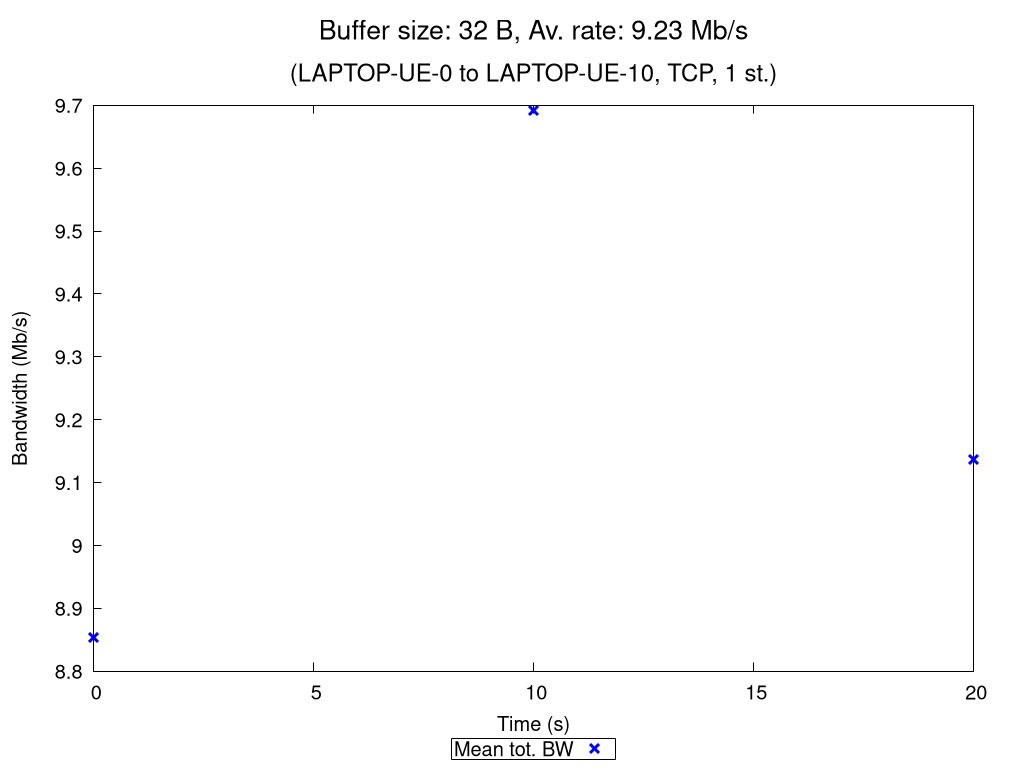 Buffer size: 32 B, Av. rate: 9.23 Mb/s
(LAPTOP-UE-0 to LAPTOP-UE-10, TCP, 1 st.)
9.7
9.6
9.5
9.4
9.3
9.2
9.1
9
8.9
8.8
Bandwidth (Mb/s)
0 5 10 15 20
Time (s)
Mean tot. BW